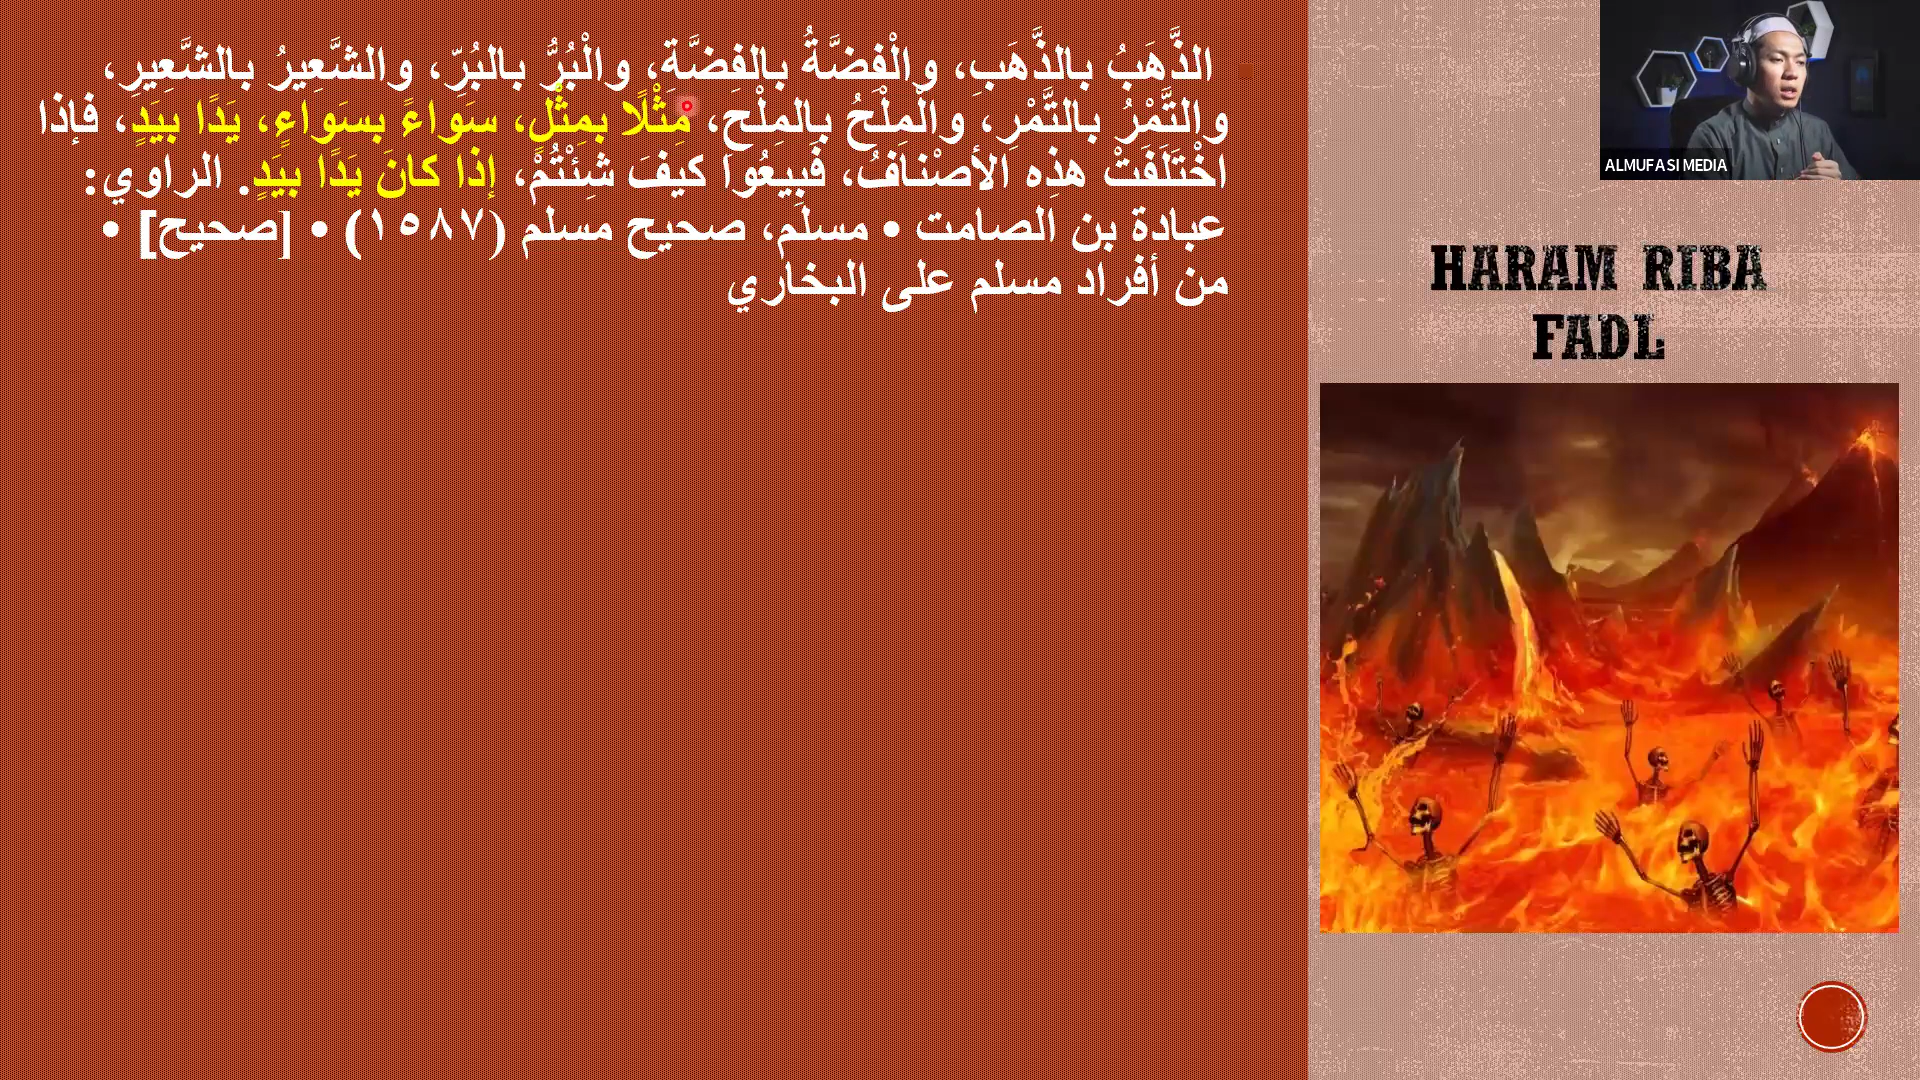 الذَّهَبُ بالذَّهَبِ، والْفِضَّةُ بالفِضَّةِ، والْبُرُّ بالبُرِّ، والشَّعِيرُ بالشَّعِيرِ،
والتَّمْرُ بالتَّمْرِ، والْمِلْحُ بالمِلْحِ، مِثْلًا بمِثْلٍ، سَواءً بسَواءٍ، يَدًا بيَدٍ، فإذا
اخْتَلَفَتْ هذِه الأصْنافُ، فَبِيعُوا كيفَ شِئْتُمْ، إذا كانَ يَدًا بيَدٍ. الراوي:
عبادة بن الصامت • مسلم، صحيح مسلم (١٥٨٧) • [صحيح] •
من أفراد مسلم على البخاري
ALMUFASI MEDIA
HARAM RIBA
FADL